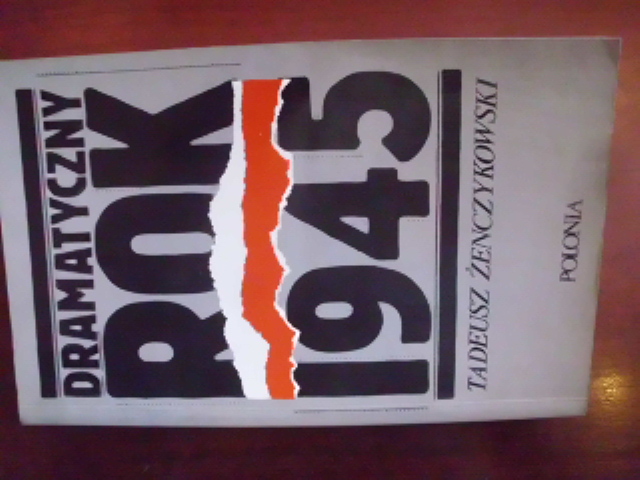 DRAMATYCZNY
ROK
1945
TADEUSZ ŻENCZYKOWSKI
POLONIA